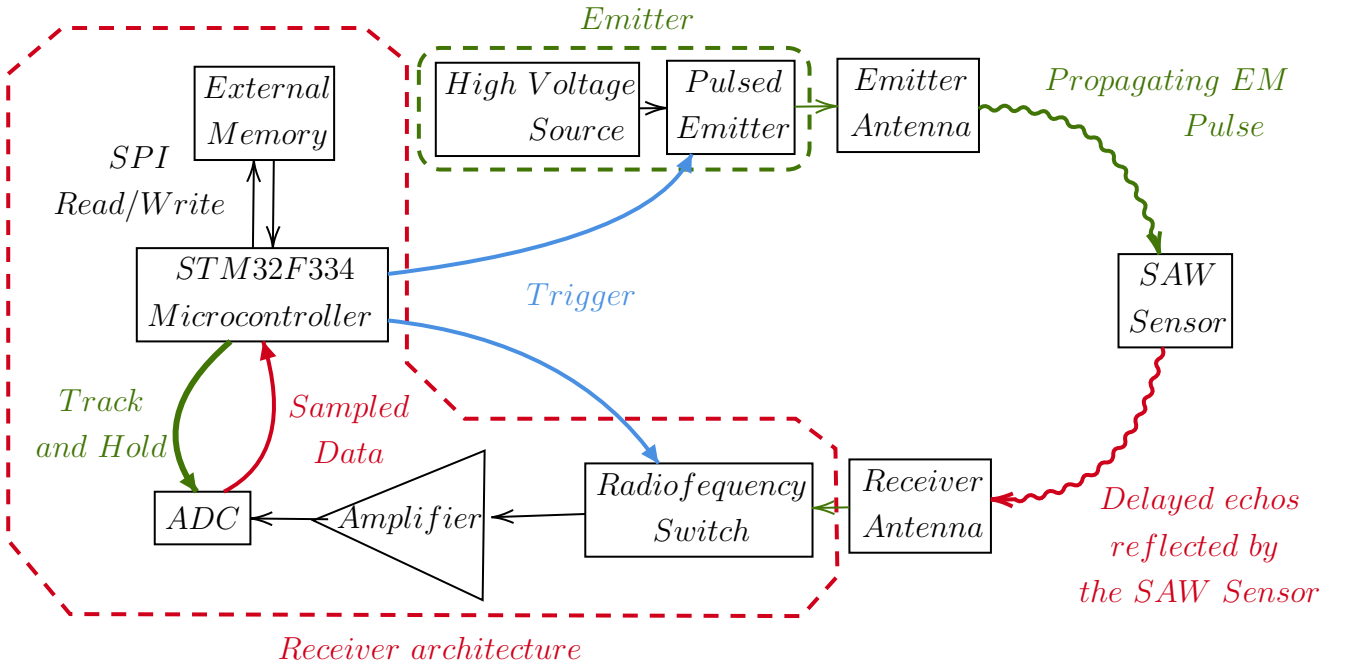 Emitter
High Voltage
Source
Pulsed
Emitter
Emitter
Antenna
Propagating EM
Pulse
External
Memory
SPI
Read/Write
STM32F334
Microcontroller
Trigger
SAW
Sensor
Track
and Hold
Sampled
Data
ADC
Amplifier
Radiofequency
Switch
Receiver
Antenna
Delayed echos
reflected by
the SAW Sensor
Receiver architecture